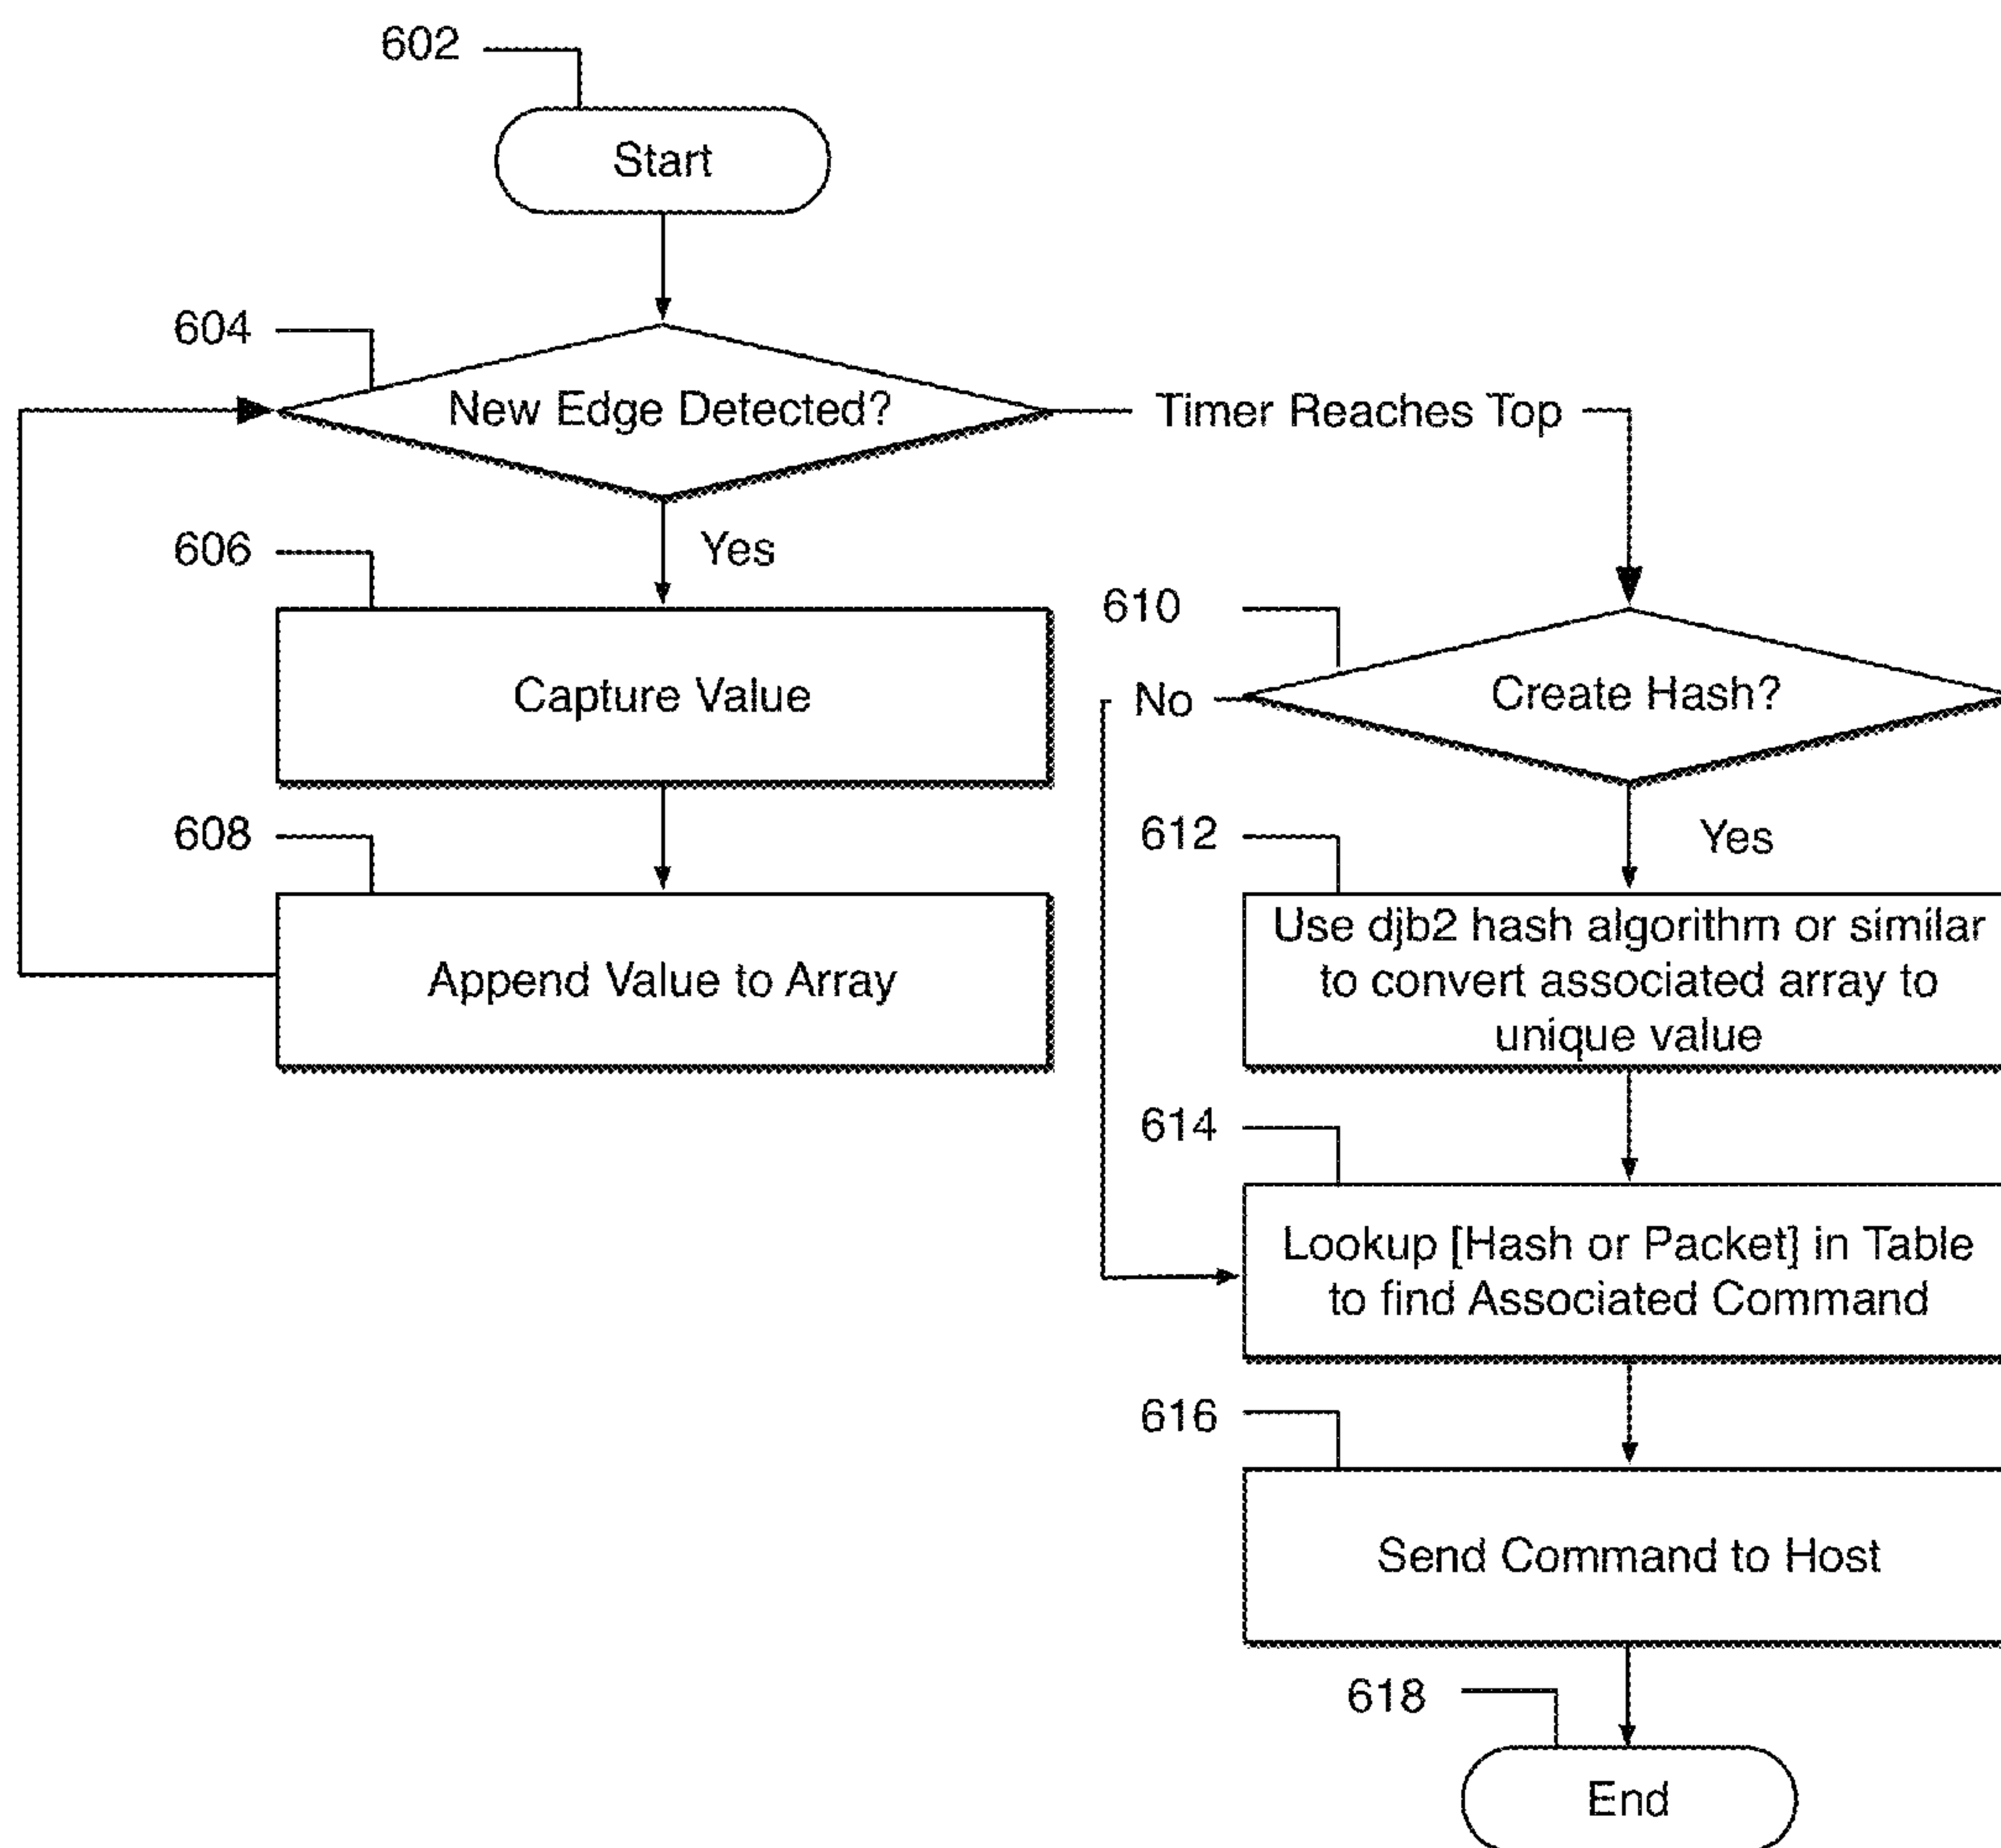 602
Start
604
New Edge Detected?
Timer Reaches Top
Yes
606
Capture Value
608
Append Value to Array
610
Create Hash?
No
Yes
612
Use djb2 hash algorithm or similar
to convert associated array to
unique value
614
Lookup [Hash or Packet] in Table
to find Associated Command
616
Send Command to Host
618
End